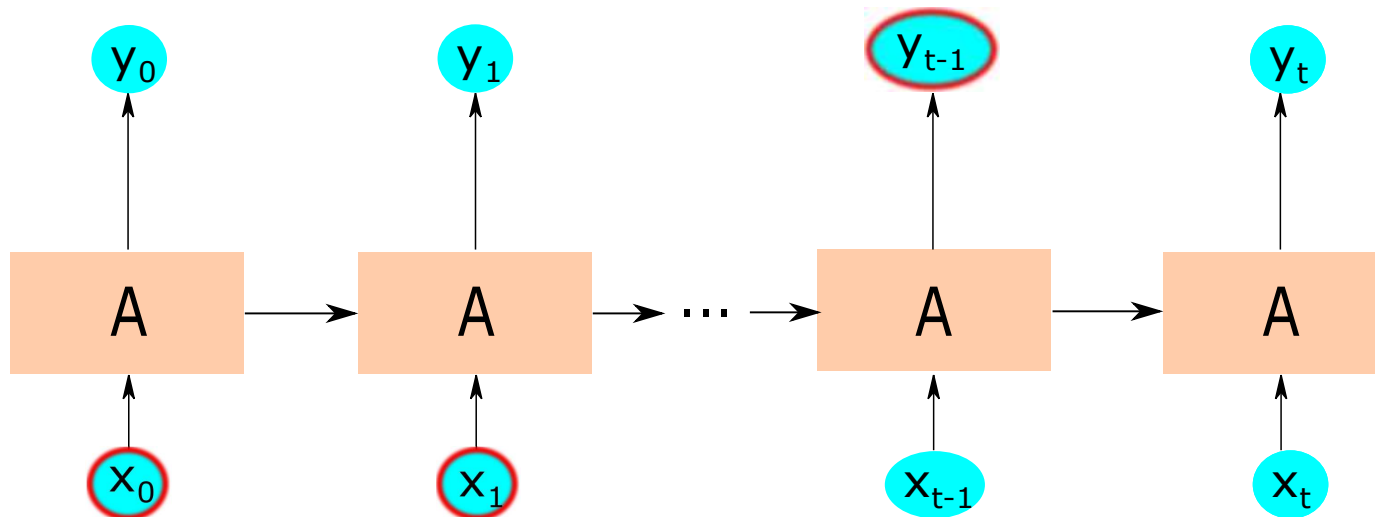 y₀ y₁ yₜ₋₁ yₜ
A A ... A A
x₀ x₁ xₜ₋₁ xₜ